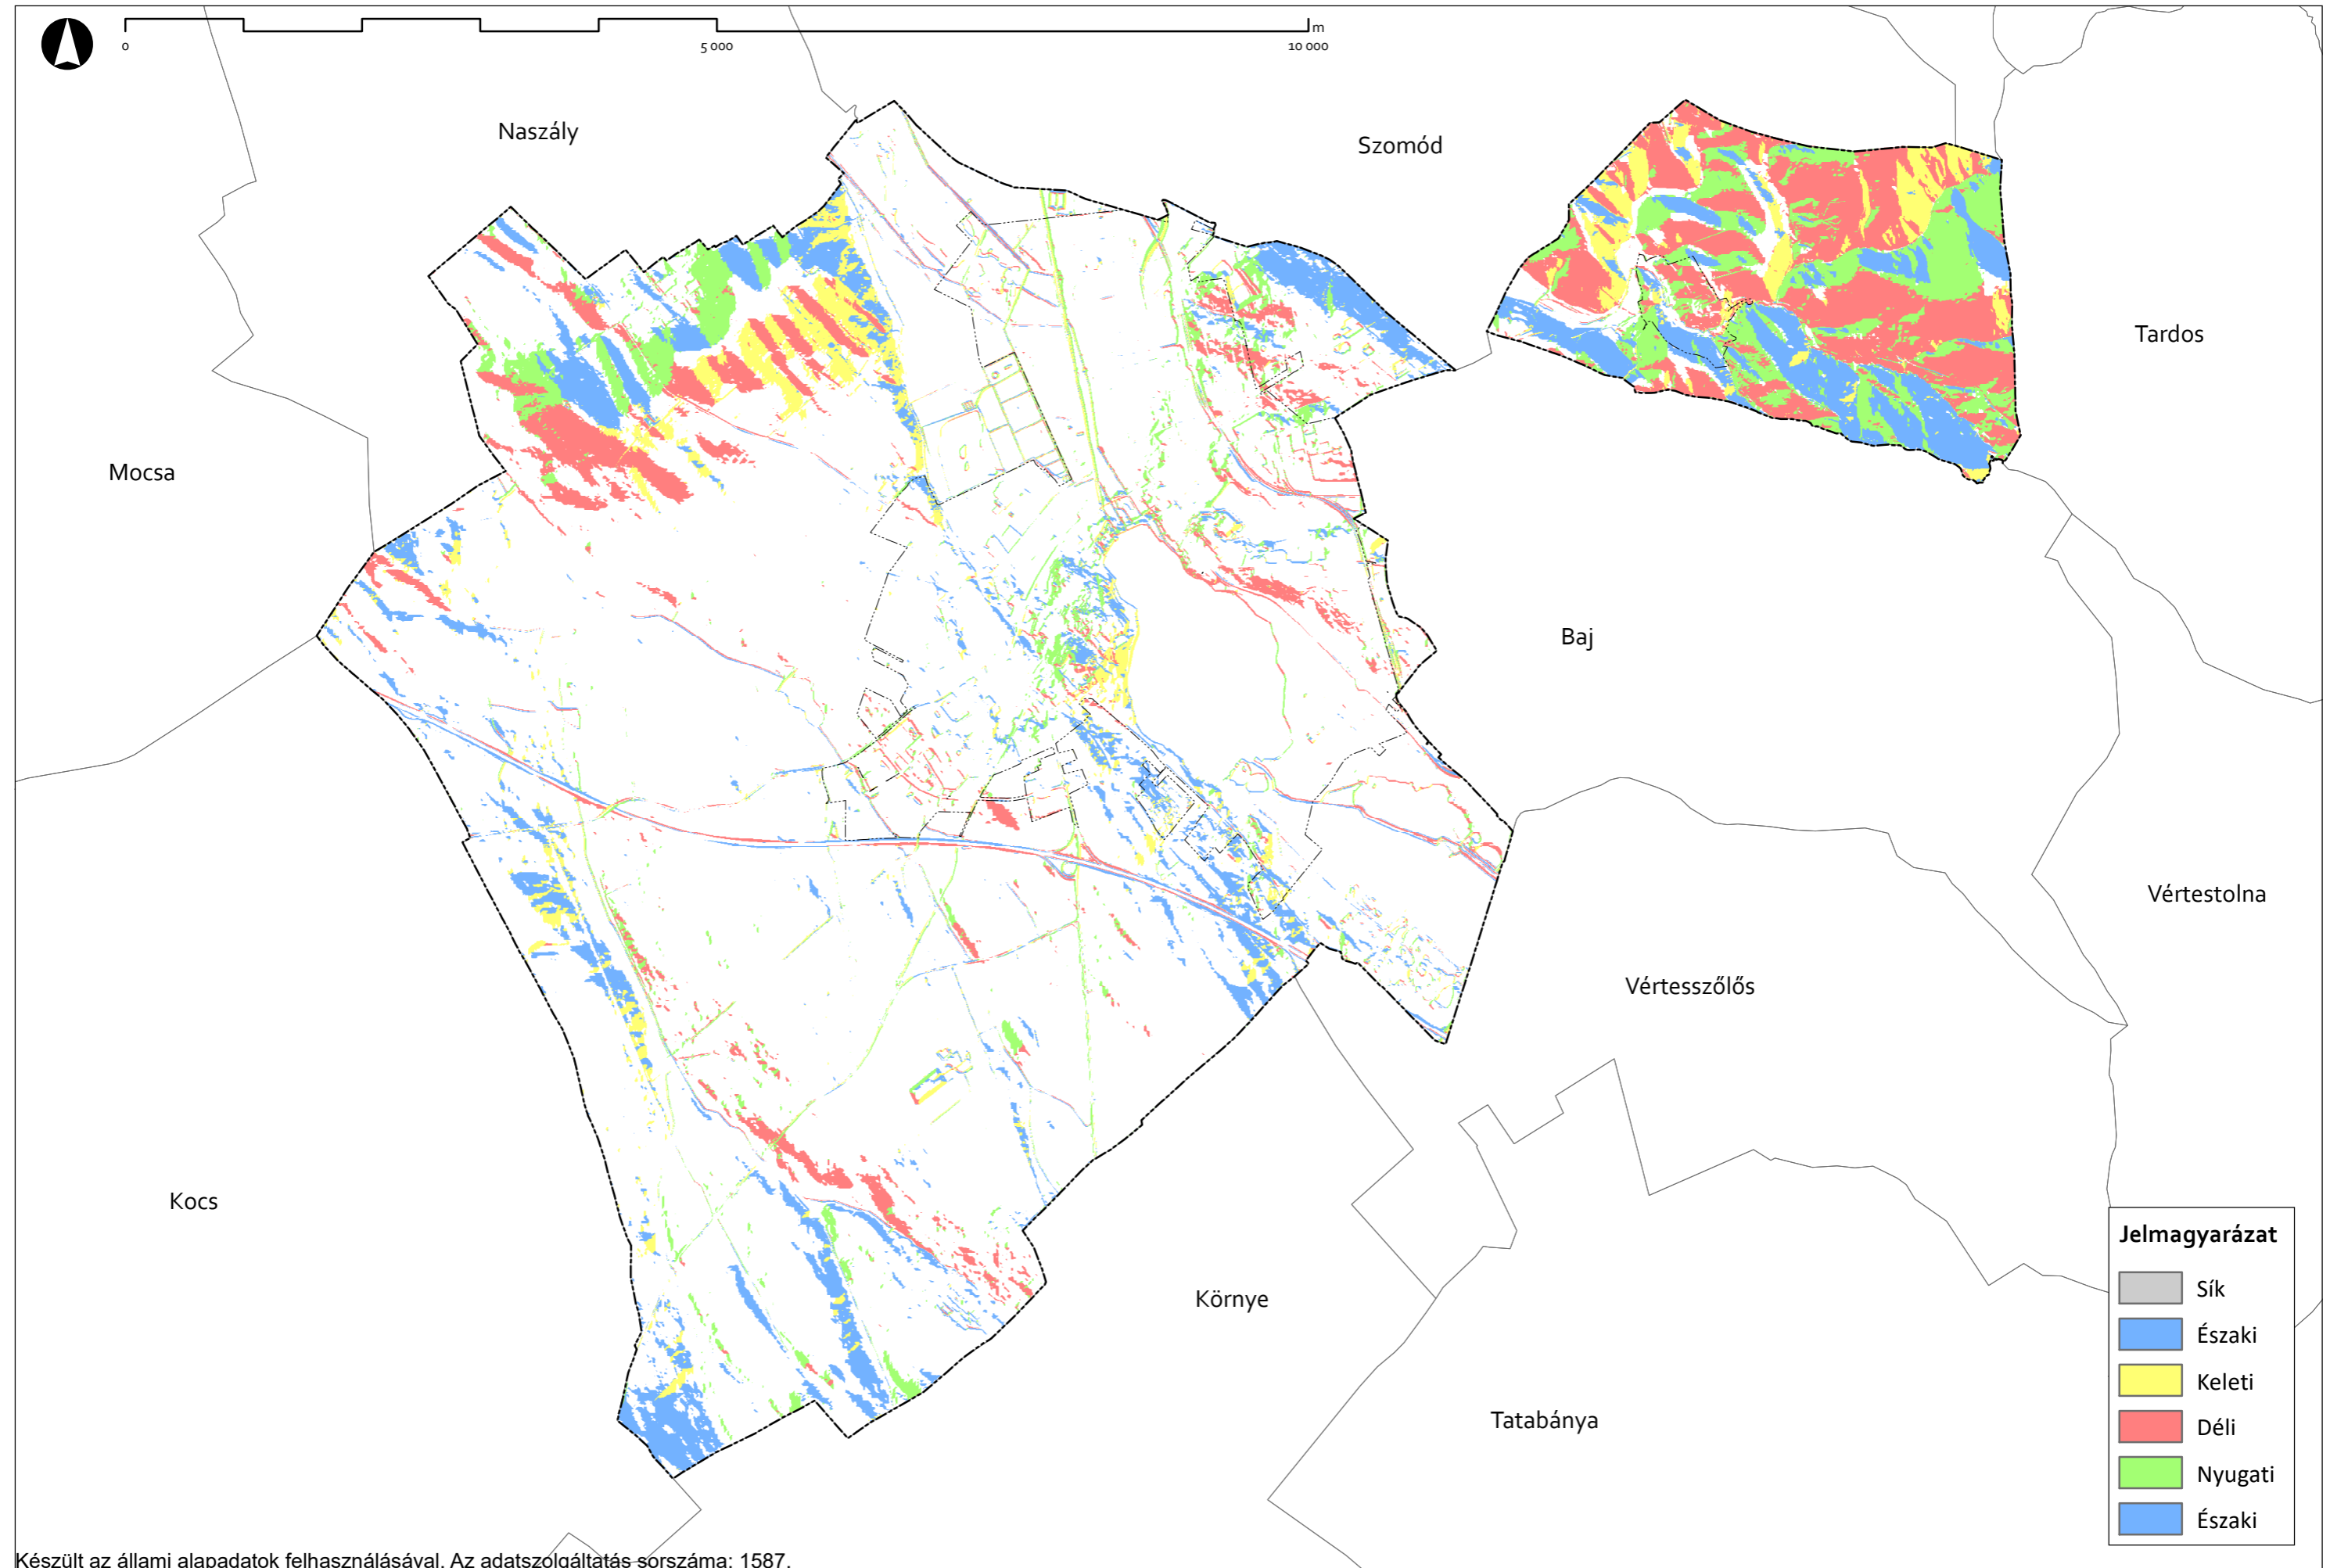 m
0
5 000
10 000
Naszály
Szomód
Tardos
Mocsa
Baj
Vértestolna
Vértesszőlős
Kocs
Környe
Tatabánya
Jelmagyarázat
Sík
Északi
Keleti
Déli
Nyugati
Északi
Készült az állami alapadatok felhasználásával. Az adatszolgáltatás sorszáma: 1587.